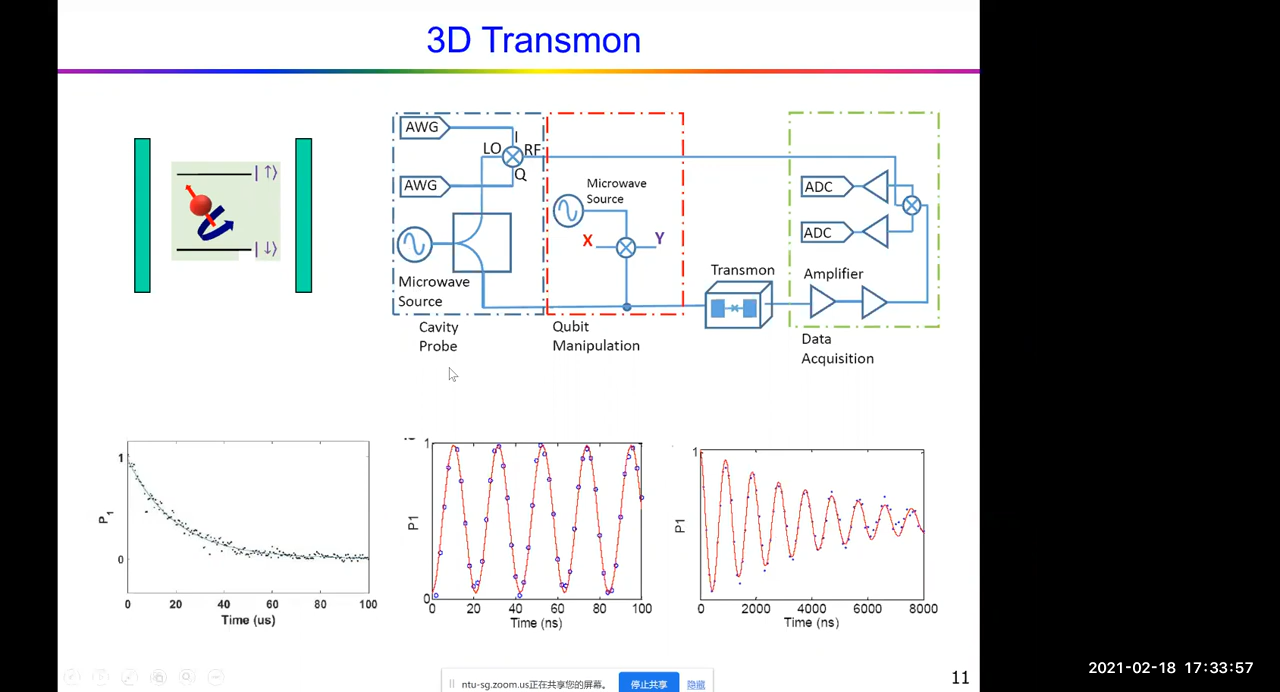 3D Transmon
|↑⟩
|↓⟩
AWG
I
LO
RF
AWG
Q
Microwave
Source
Cavity
Probe
Microwave
Source
X
Y
Qubit
Manipulation
Transmon
ADC
ADC
Amplifier
Data
Acquisition
1
P1
0
0 20 40 60 80 100
Time (us)
1
P1
0
0 20 40 60 80 100
Time (ns)
1
P1
0
0 2000 4000 6000 8000
Time (ns)
ntu-sg.zoom.us正在共享您的屏幕。 停止共享 隐藏
11
2021-02-18 17:33:57